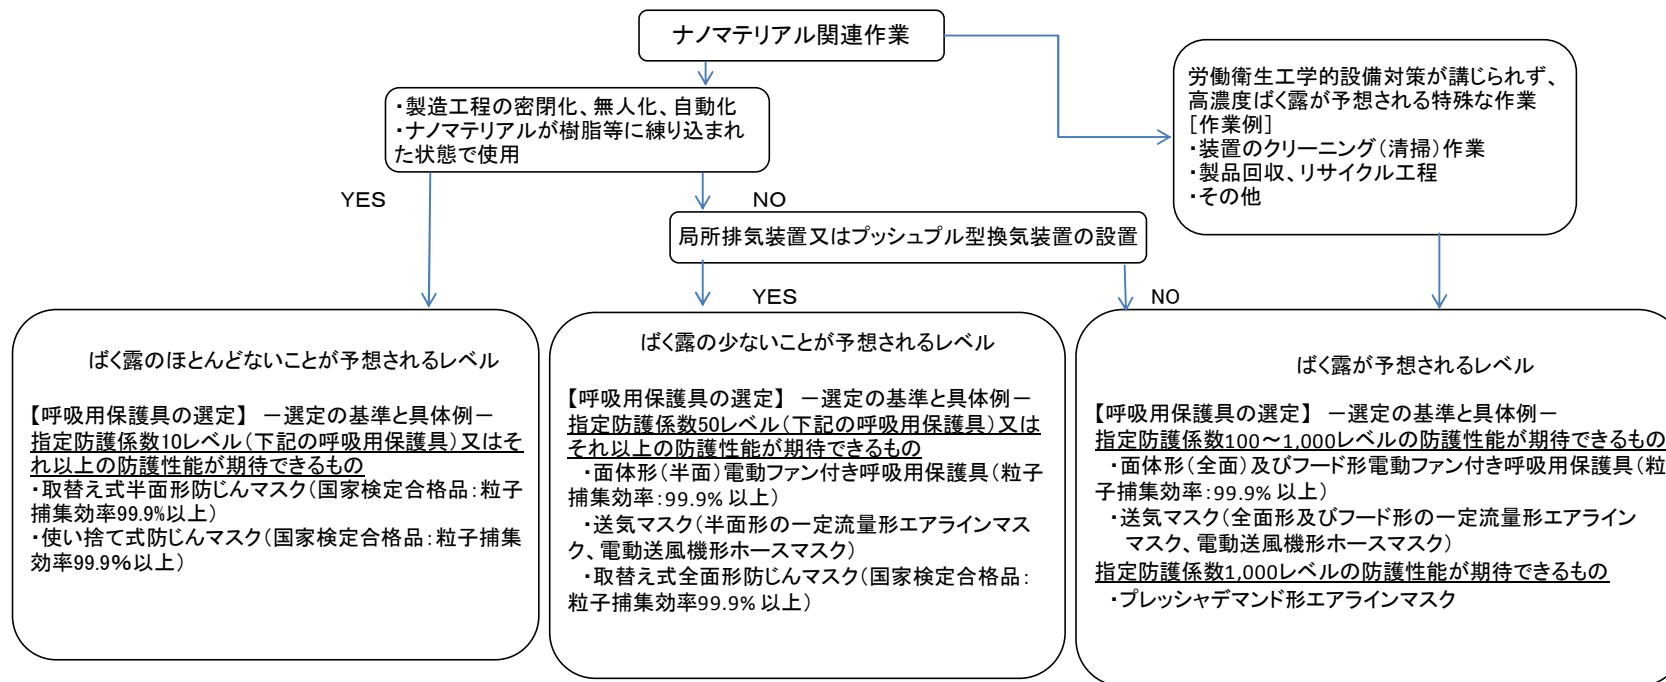 ナノマテリアル関連作業
・製造工程の密閉化、無人化、自動化
・ナノマテリアルが樹脂等に練り込まれ
た状態で使用
労働衛生工学的設備対策が講じられず、
高濃度ばく露が予想される特殊な作業
[作業例]
・装置のクリーニング(清掃)作業
・製品回収、リサイクル工程
・その他
YES
NO
局所排気装置又はプッシュプル型換気装置の設置
YES
NO
ばく露のほとんどないことが予想されるレベル
【呼吸用保護具の選定】 －選定の基準と具体例－
指定防護係数10レベル(下記の呼吸用保護具)又はそ
れ以上の防護性能が期待できるもの
・取替え式半面形防じんマスク(国家検定合格品:粒子
捕集効率99.9%以上)
・使い捨て式防じんマスク(国家検定合格品:粒子捕集
効率99.9%以上)
ばく露の少ないことが予想されるレベル
【呼吸用保護具の選定】 －選定の基準と具体例－
指定防護係数50レベル(下記の呼吸用保護具)又は
それ以上の防護性能が期待できるもの
・面体形(半面)電動ファン付き呼吸用保護具(粒子
捕集効率:99.9% 以上)
・送気マスク(半面形の一定流量形エアラインマス
ク、電動送風機形ホースマスク)
・取替え式全面形防じんマスク(国家検定合格品:
粒子捕集効率99.9% 以上)
ばく露が予想されるレベル
【呼吸用保護具の選定】 －選定の基準と具体例－
指定防護係数100～1,000レベルの防護性能が期待できるもの
・面体形(全面)及びフード形電動ファン付き呼吸用保護具(粒
子捕集効率:99.9% 以上)
・送気マスク(全面形及びフード形の一定流量形エアライン
マスク、電動送風機形ホースマスク)
指定防護係数1,000レベルの防護性能が期待できるもの
・プレッシャデマンド形エアラインマスク